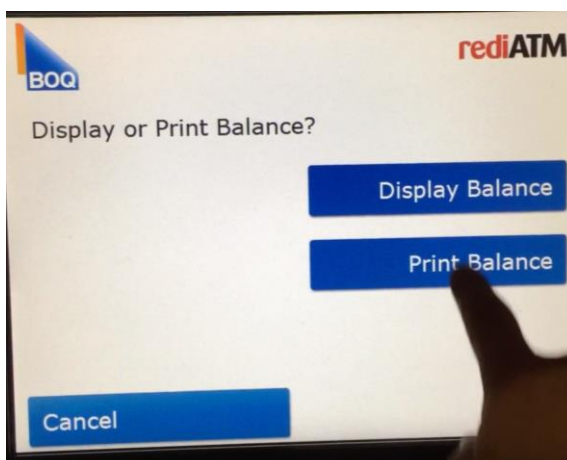 BOQ
rediATM
Display or Print Balance?
Display Balance
Print Balance
Cancel